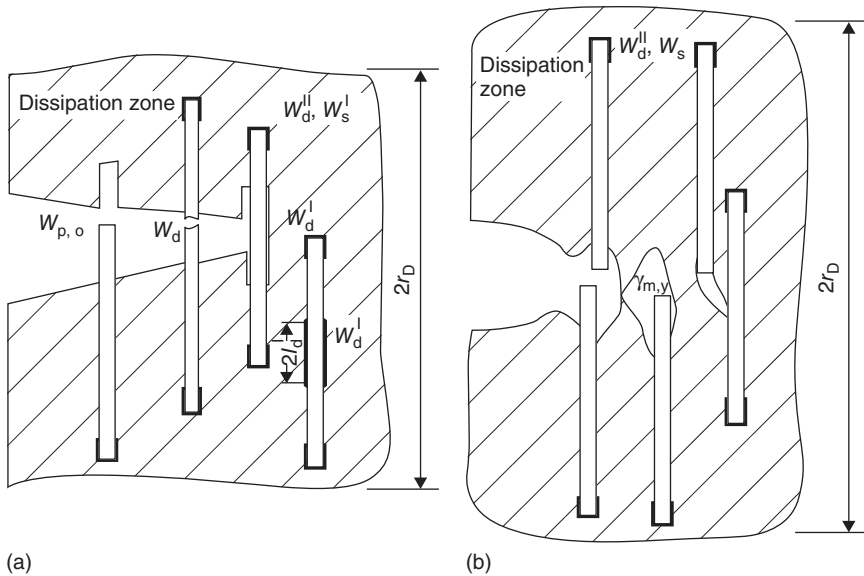 Dissipation zone
W_d^II, W_s^I
W_p, o
W_d
W_d^I
W_d^I
2l_d
2r_D
(a)
Dissipation
zone
W_d^II, W_s
γ_m,y
2r_D
(b)